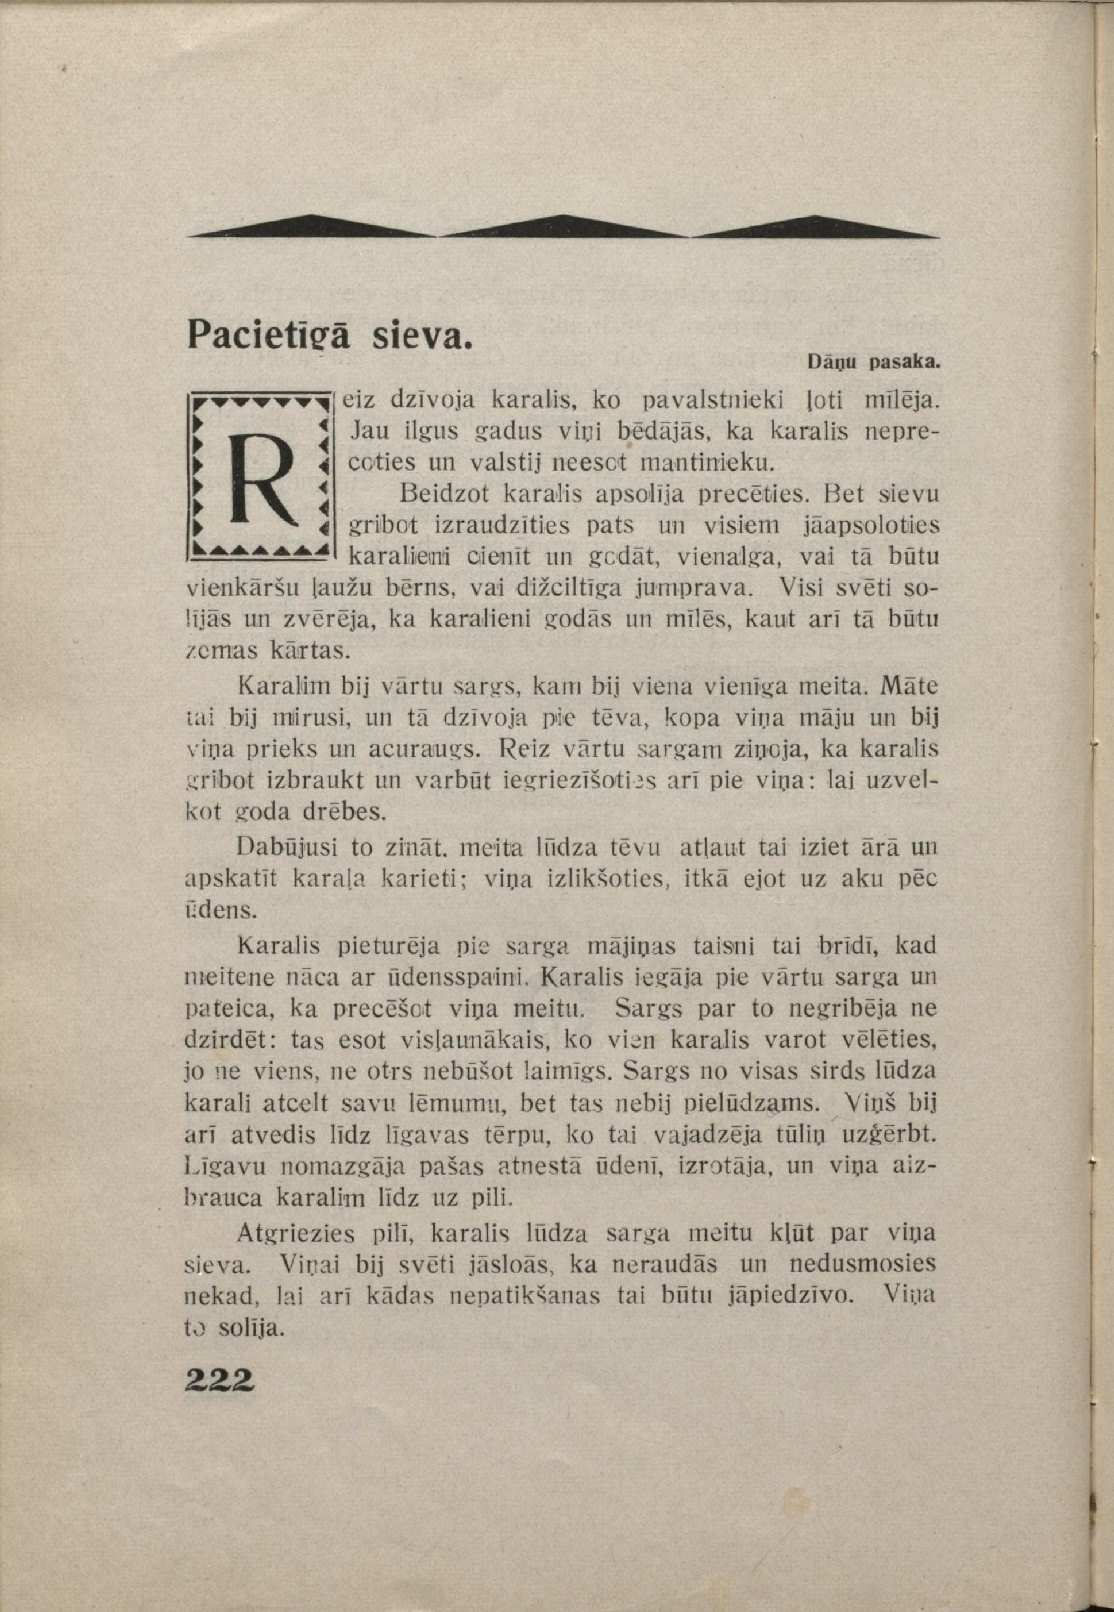 Pacietīgā sieva.
Dāņu pasaka.
Reiz dzīvoja karalis, ko pavalstnieki ļoti mīlēja.
Jau ilgus gadus viņi bēdājās, ka karalis nepre-
coties un valstij neesot mantinieku.
Beidzot karalis apsolīja precēties. Bet sievu
gribot izraudzīties pats un visiem jāapsoloties
karalieni cienīt un godāt, vienalga, vai tā būtu
vienkāršu ļaužu bērns, vai dižciltīga jumprava. Visi svēti so-
lījās un zvērēja, ka karalieni godās un mīlēs, kaut arī tā būtu
zemas kārtas.
Karalim bij vārtu sargs, kam bij viena vienīga meita. Māte
tai bij mirusi, un tā dzīvoja pie tēva, kopa viņa māju un bij
viņa prieks un acuraugs. Reiz vārtu sargam ziņoja, ka karalis
gribot izbraukt un varbūt iegriezīšoties arī pie viņa: lai uzvel-
kot goda drēbes.
Dabūjusi to zināt. meita lūdza tēvu atļaut tai iziet ārā un
apskatīt karaļa karieti; viņa izlikšoties, itkā ejot uz aku pēc
ūdens.
Karalis pieturēja pie sarga mājiņas taisni tai brīdī, kad
meitene nāca ar ūdensspaini. Karalis iegāja pie vārtu sarga un
pateica, ka precēšot viņa meitu. Sargs par to negribēja ne
dzirdēt: tas esot visļaunākais, ko vien karalis varot vēlēties,
jo ne viens, ne otrs nebūšot laimīgs. Sargs no visas sirds lūdza
karali atcelt savu lēmumu, bet tas nebij pielūdzams. Viņš bij
arī atvedis līdz līgavas tērpu, ko tai vajadzēja tūliņ uzģērbt.
Līgavu nomazgāja pašas atnestā ūdenī, izrotāja, un viņa aiz-
brauca karalim līdz uz pili.
Atgriezies pilī, karalis lūdza sarga meitu kļūt par viņa
sieva. Viņai bij svēti jāsloās, ka neraudās un nedusmosies
nekad, lai arī kādas nepatikšanas tai būtu jāpiedzīvo. Viņa
to solīja.
222